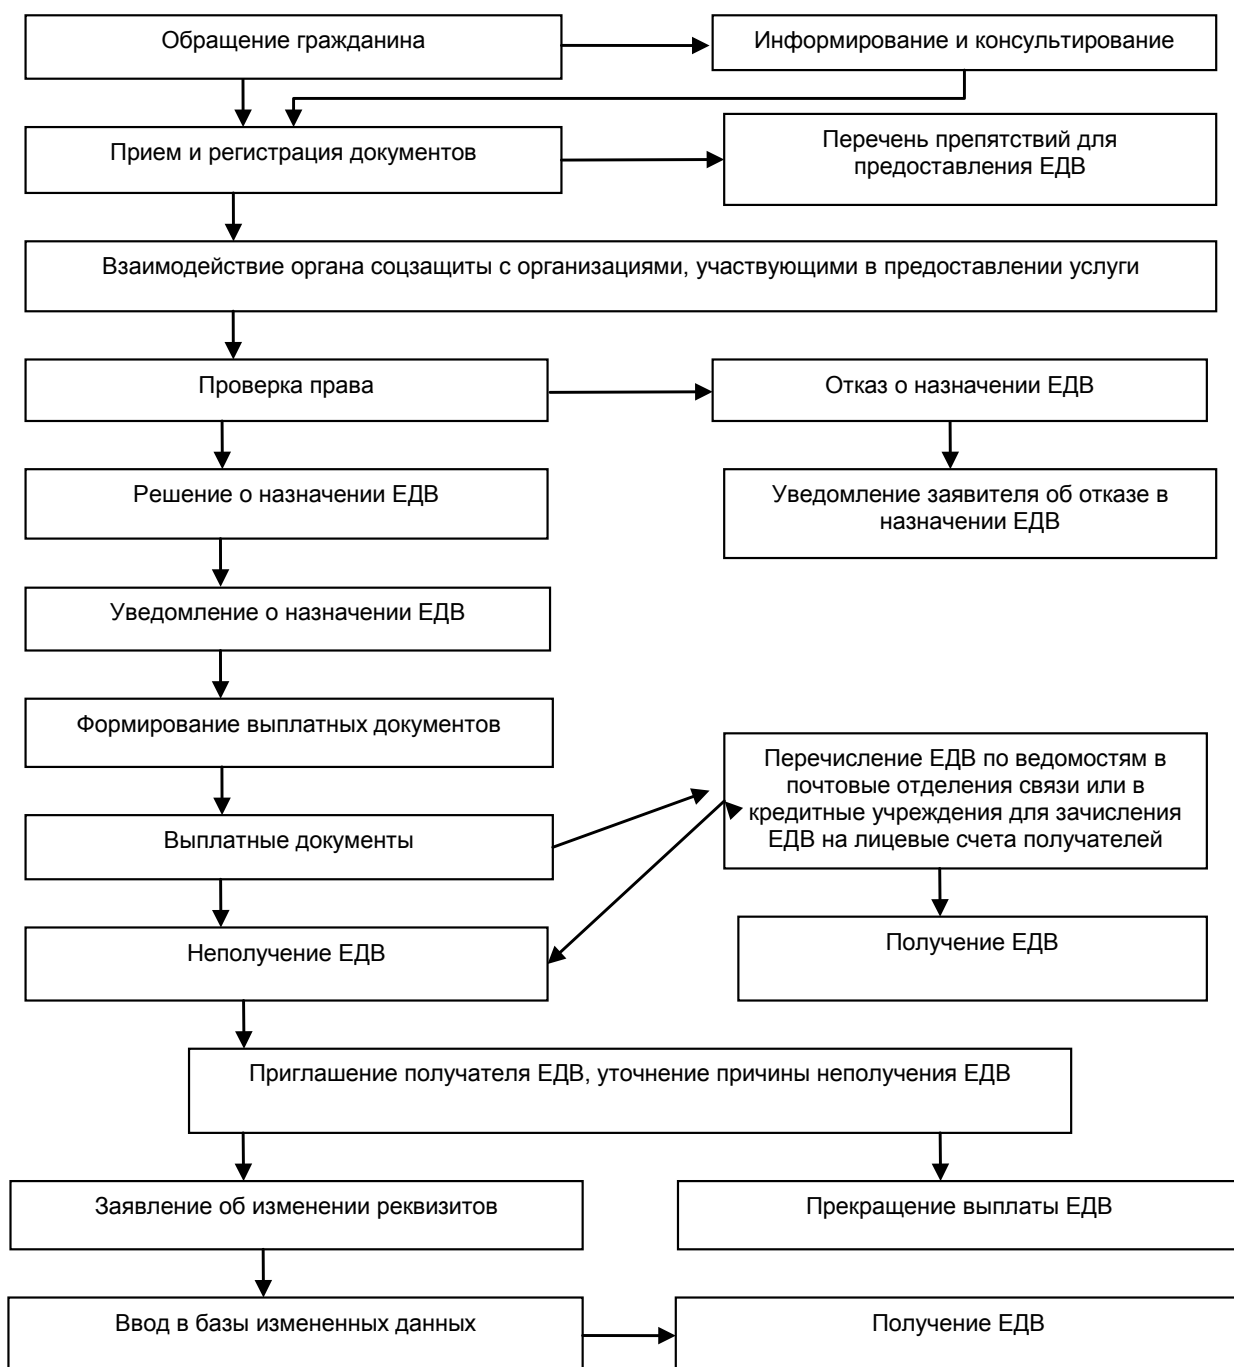 Обращение гражданина
Информирование и консультирование
Прием и регистрация документов
Перечень препятствий для
предоставления ЕДВ
Взаимодействие органа соцзащиты с организациями, участвующими в предоставлении услуги
Проверка права
Отказ о назначении ЕДВ
Решение о назначении ЕДВ
Уведомление заявителя об отказе в
назначении ЕДВ
Уведомление о назначении ЕДВ
Формирование выплатных документов
Перечисление ЕДВ по ведомостям в
почтовые отделения связи или в
кредитные учреждения для зачисления
ЕДВ на лицевые счета получателей
Выплатные документы
Неполучение ЕДВ
Получение ЕДВ
Приглашение получателя ЕДВ, уточнение причины неполучения ЕДВ
Заявление об изменении реквизитов
Прекращение выплаты ЕДВ
Ввод в базы измененных данных
Получение ЕДВ